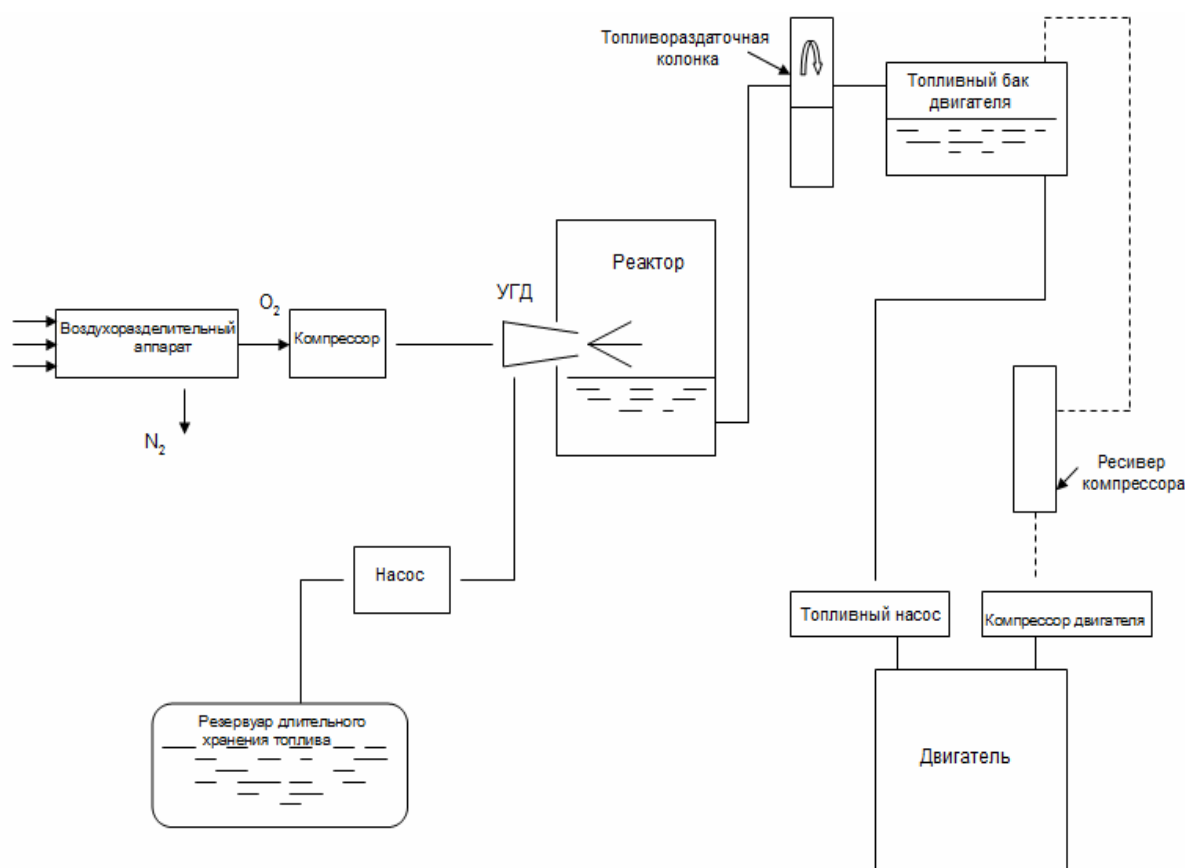 Топливораздаточная
колонка
Топливный бак
двигателя
Реактор
УГД
O2
Воздухоразделительный
аппарат
Компрессор
N2
Ресивер
компрессора
Насос
Топливный насос
Компрессор двигателя
Резервуар длительного
хранения топлива
Двигатель